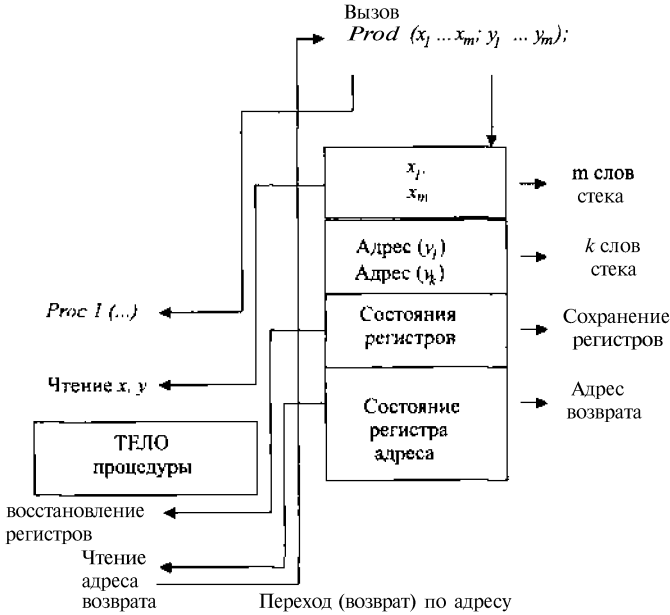 Вызов
Prod (x1 ... xm; y1 ... ym);
x1,
xm
m слов
стека
Адрес (y1)
Адрес (yk)
k слов
стека
Proc 1 (...)
Состояния
регистров
Сохранение
регистров
Чтение x, y
Состояние
регистра
адреса
Адрес
возврата
ТЕЛО
процедуры
восстановление
регистров
Чтение
адреса
возврата
Переход (возврат) по адресу